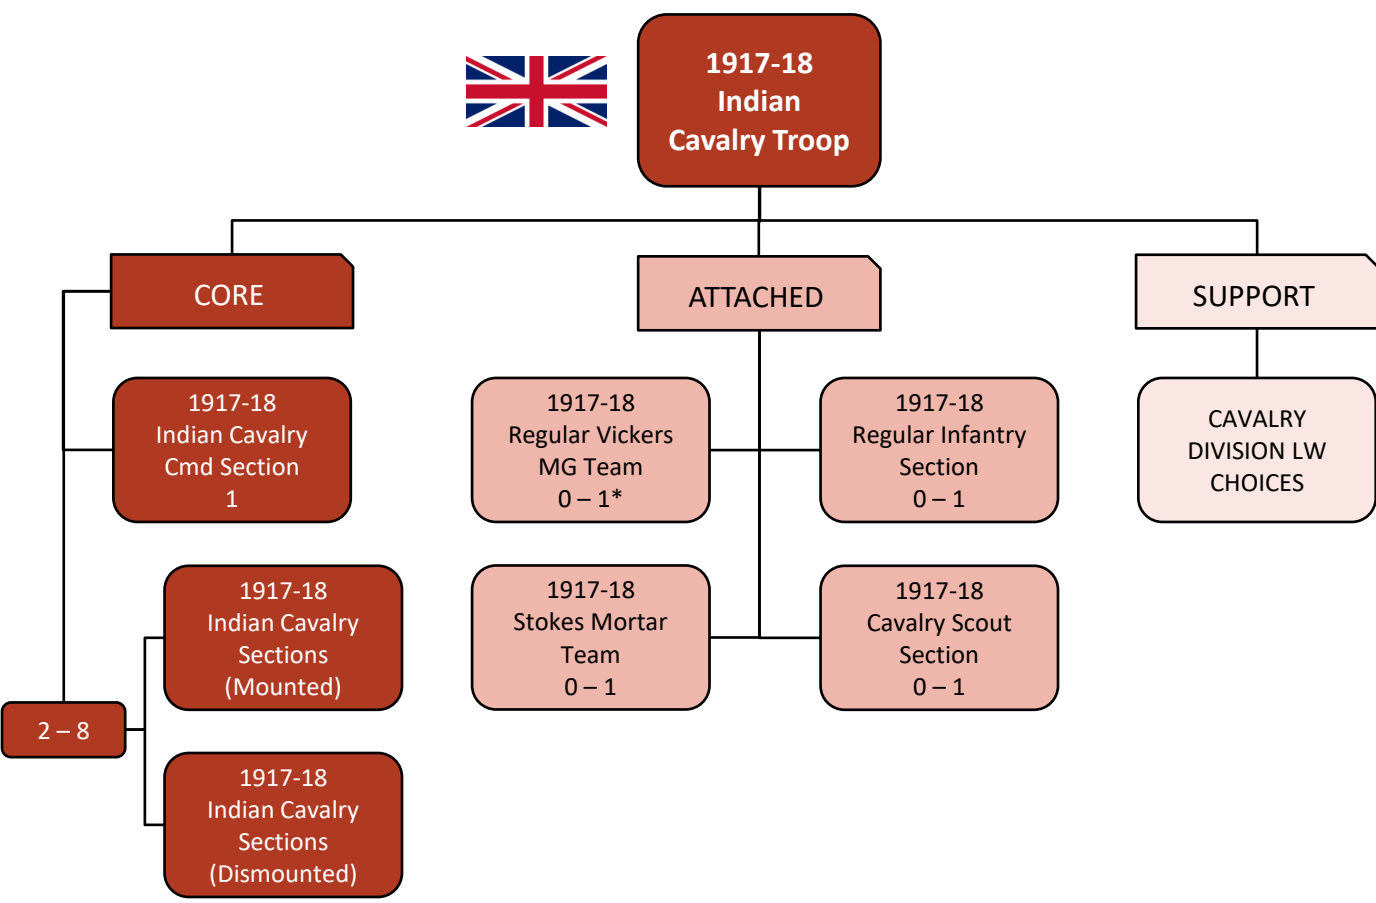 1917-18
Indian
Cavalry Troop
CORE
ATTACHED
SUPPORT
1917-18
Indian Cavalry
Cmd Section
1
1917-18
Regular Vickers
MG Team
0 – 1*
1917-18
Regular Infantry
Section
0 – 1
CAVALRY
DIVISION LW
CHOICES
1917-18
Indian Cavalry
Sections
(Mounted)
1917-18
Stokes Mortar
Team
0 – 1
1917-18
Cavalry Scout
Section
0 – 1
2 – 8
1917-18
Indian Cavalry
Sections
(Dismounted)